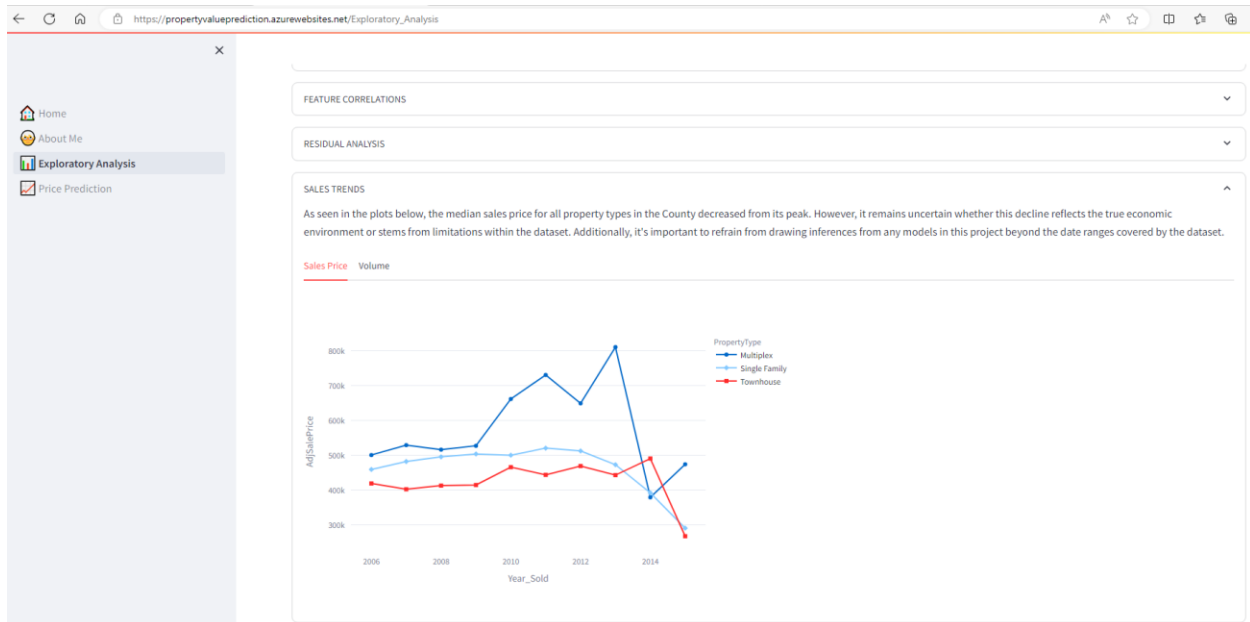 https://propertyvalueprediction.azurewebsites.net/Exploratory_Analysis
Home
About Me
Exploratory Analysis
Price Prediction
FEATURE CORRELATIONS
RESIDUAL ANALYSIS
SALES TRENDS
As seen in the plots below, the median sales price for all property types in the County decreased from its peak. However, it remains uncertain whether this decline reflects the true economic
environment or stems from limitations within the dataset. Additionally, it's important to refrain from drawing inferences from any models in this project beyond the date ranges covered by the dataset.
Sales Price Volume
PropertyType
Multiplex
Single Family
Townhouse
800k
700k
600k
500k
400k
300k
AdjSalePrice
2006 2008 2010 2012 2014
Year_Sold